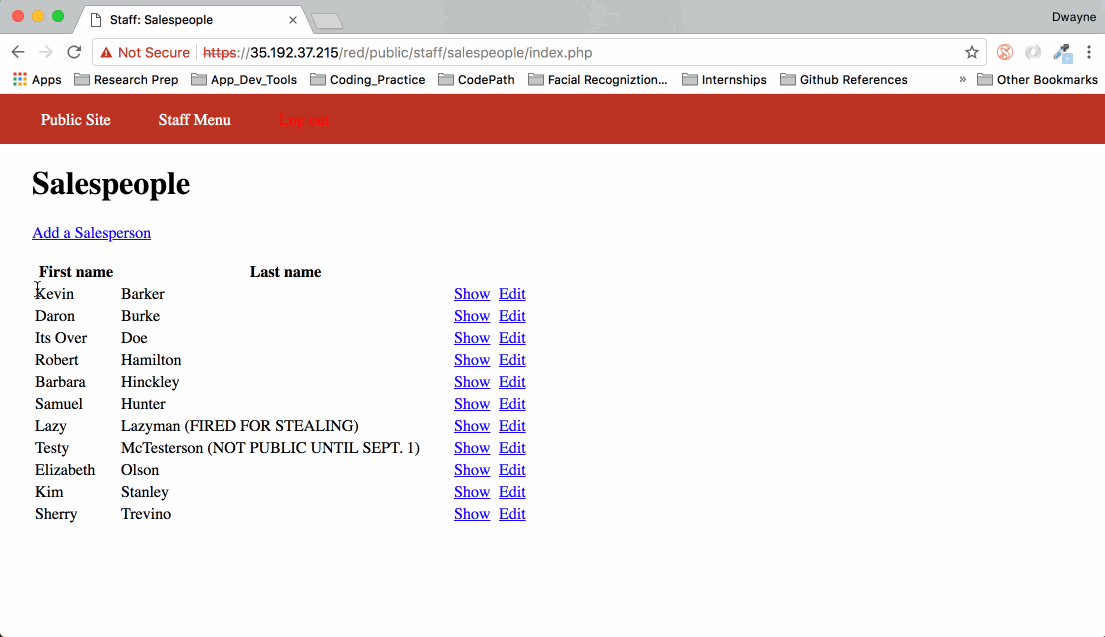 Staff: Salespeople
Dwayne
Not Secure https://35.192.37.215/red/public/staff/salespeople/index.php
Apps Research Prep App_Dev_Tools Coding_Practice CodePath Facial Recogniztion... Internships Github References » Other Bookmarks
Public Site Staff Menu Log out
Salespeople
Add a Salesperson
First name Last name
Kevin Barker Show Edit
Daron Burke Show Edit
Its Over Doe Show Edit
Robert Hamilton Show Edit
Barbara Hinckley Show Edit
Samuel Hunter Show Edit
Lazy Lazyman (FIRED FOR STEALING) Show Edit
Testy McTesterson (NOT PUBLIC UNTIL SEPT. 1) Show Edit
Elizabeth Olson Show Edit
Kim Stanley Show Edit
Sherry Trevino Show Edit